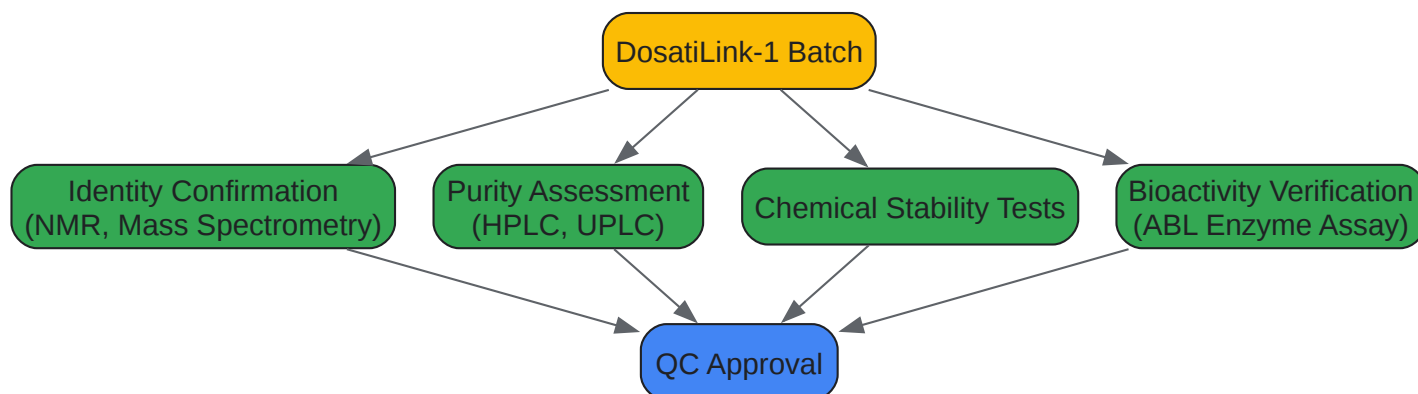 DosatiLink-1 Batch
Identity Confirmation
(NMR, Mass Spectrometry)
Purity Assessment
(HPLC, UPLC)
Chemical Stability Tests
Bioactivity Verification
(ABL Enzyme Assay)
QC Approval